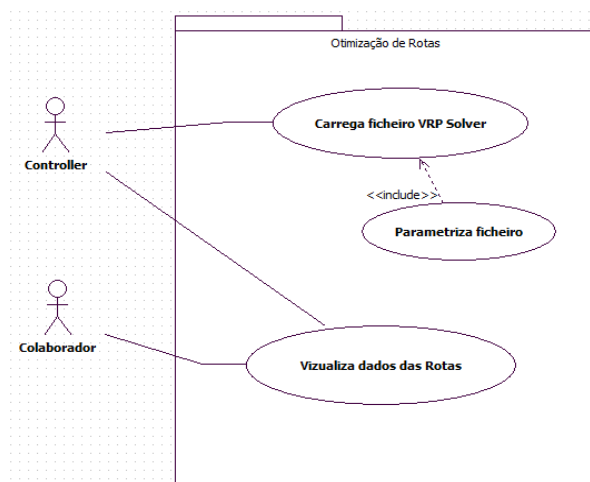 Otimização de Rotas
Carrega ficheiro VRP Solver
Controller
<<include>>
Parametriza ficheiro
Colaborador
Vizualiza dados das Rotas